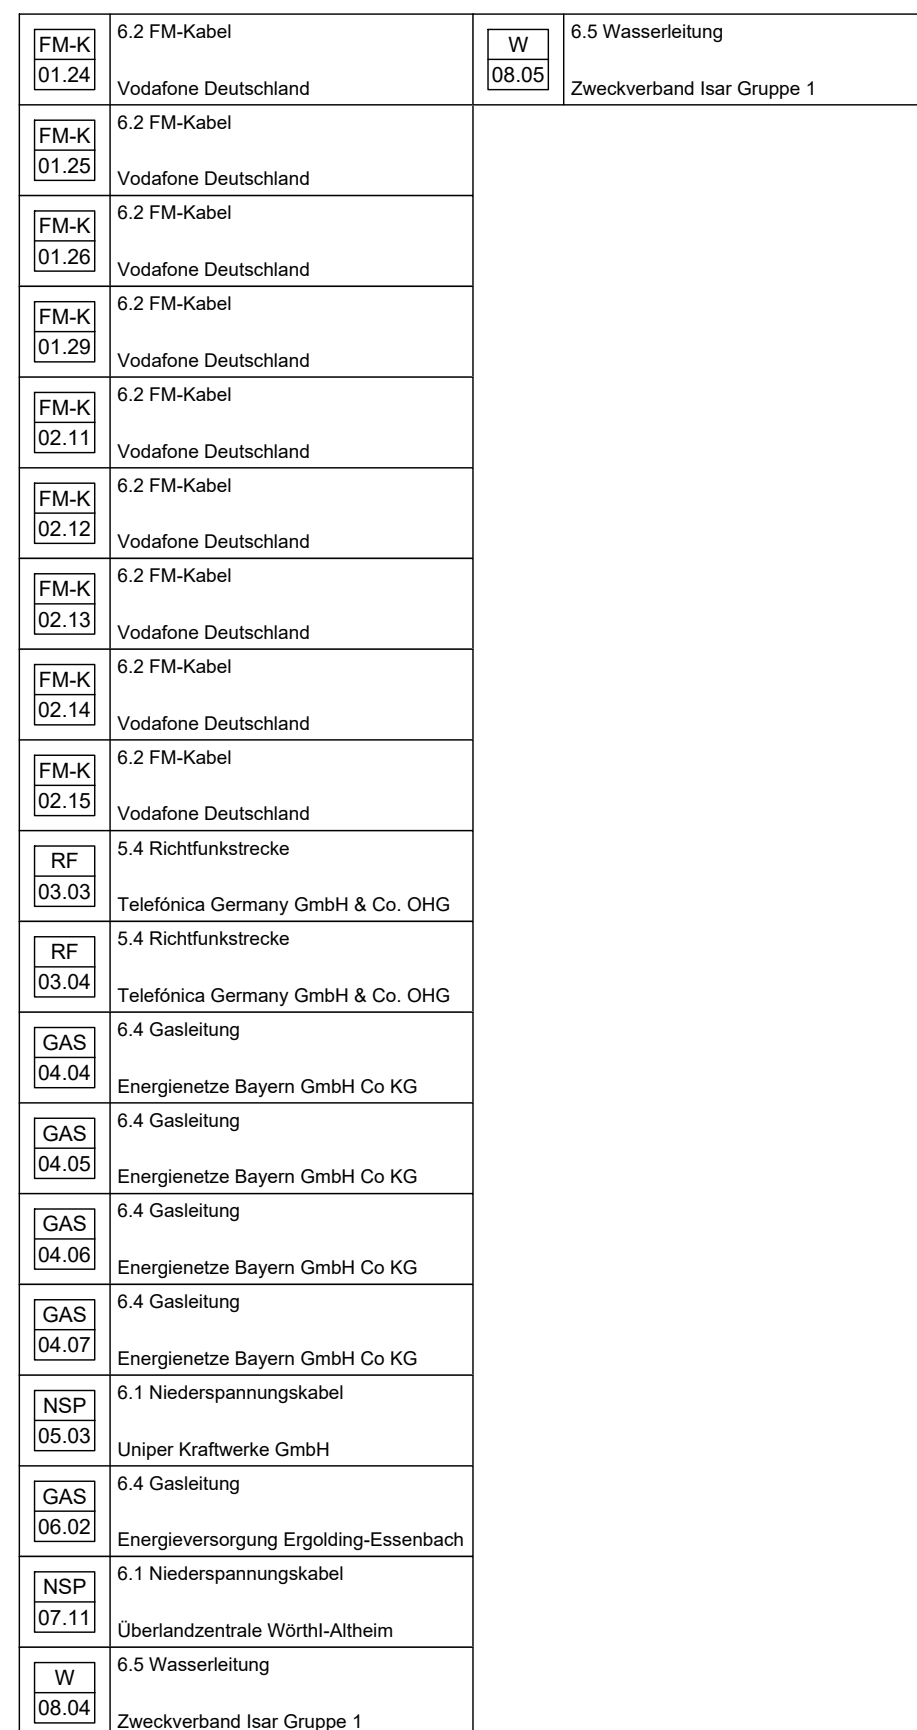 FM-K
01.24
6.2 FM-Kabel
Vodafone Deutschland
FM-K
01.25
6.2 FM-Kabel
Vodafone Deutschland
FM-K
01.26
6.2 FM-Kabel
Vodafone Deutschland
FM-K
01.29
6.2 FM-Kabel
Vodafone Deutschland
FM-K
02.11
6.2 FM-Kabel
Vodafone Deutschland
FM-K
02.12
6.2 FM-Kabel
Vodafone Deutschland
FM-K
02.13
6.2 FM-Kabel
Vodafone Deutschland
FM-K
02.14
6.2 FM-Kabel
Vodafone Deutschland
FM-K
02.15
6.2 FM-Kabel
Vodafone Deutschland
RF
03.03
5.4 Richtfunkstrecke
Telefónica Germany GmbH & Co. OHG
RF
03.04
5.4 Richtfunkstrecke
Telefónica Germany GmbH & Co. OHG
GAS
04.04
6.4 Gasleitung
Energienetze Bayern GmbH Co KG
GAS
04.05
6.4 Gasleitung
Energienetze Bayern GmbH Co KG
GAS
04.06
6.4 Gasleitung
Energienetze Bayern GmbH Co KG
GAS
04.07
6.4 Gasleitung
Energienetze Bayern GmbH Co KG
NSP
05.03
6.1 Niederspannungskabel
Uniper Kraftwerke GmbH
GAS
06.02
6.4 Gasleitung
Energieversorgung Ergolding-Essenbach
NSP
07.11
6.1 Niederspannungskabel
Überlandzentrale WörthI-Altheim
W
08.04
6.5 Wasserleitung
Zweckverband Isar Gruppe 1
W
08.05
6.5 Wasserleitung
Zweckverband Isar Gruppe 1